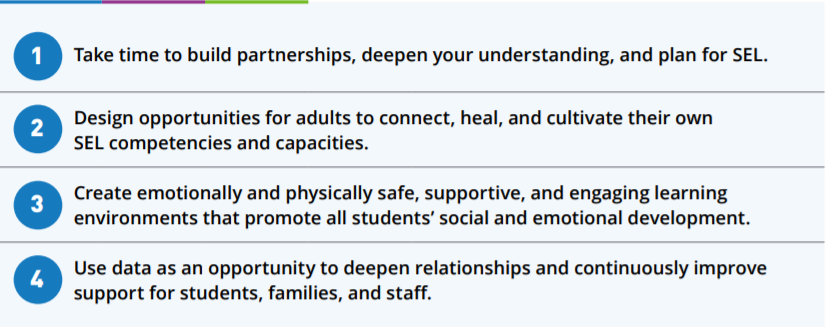 1 Take time to build partnerships, deepen your understanding, and plan for SEL.
2 Design opportunities for adults to connect, heal, and cultivate their own
SEL competencies and capacities.
3 Create emotionally and physically safe, supportive, and engaging learning
environments that promote all students’ social and emotional development.
4 Use data as an opportunity to deepen relationships and continuously improve
support for students, families, and staff.